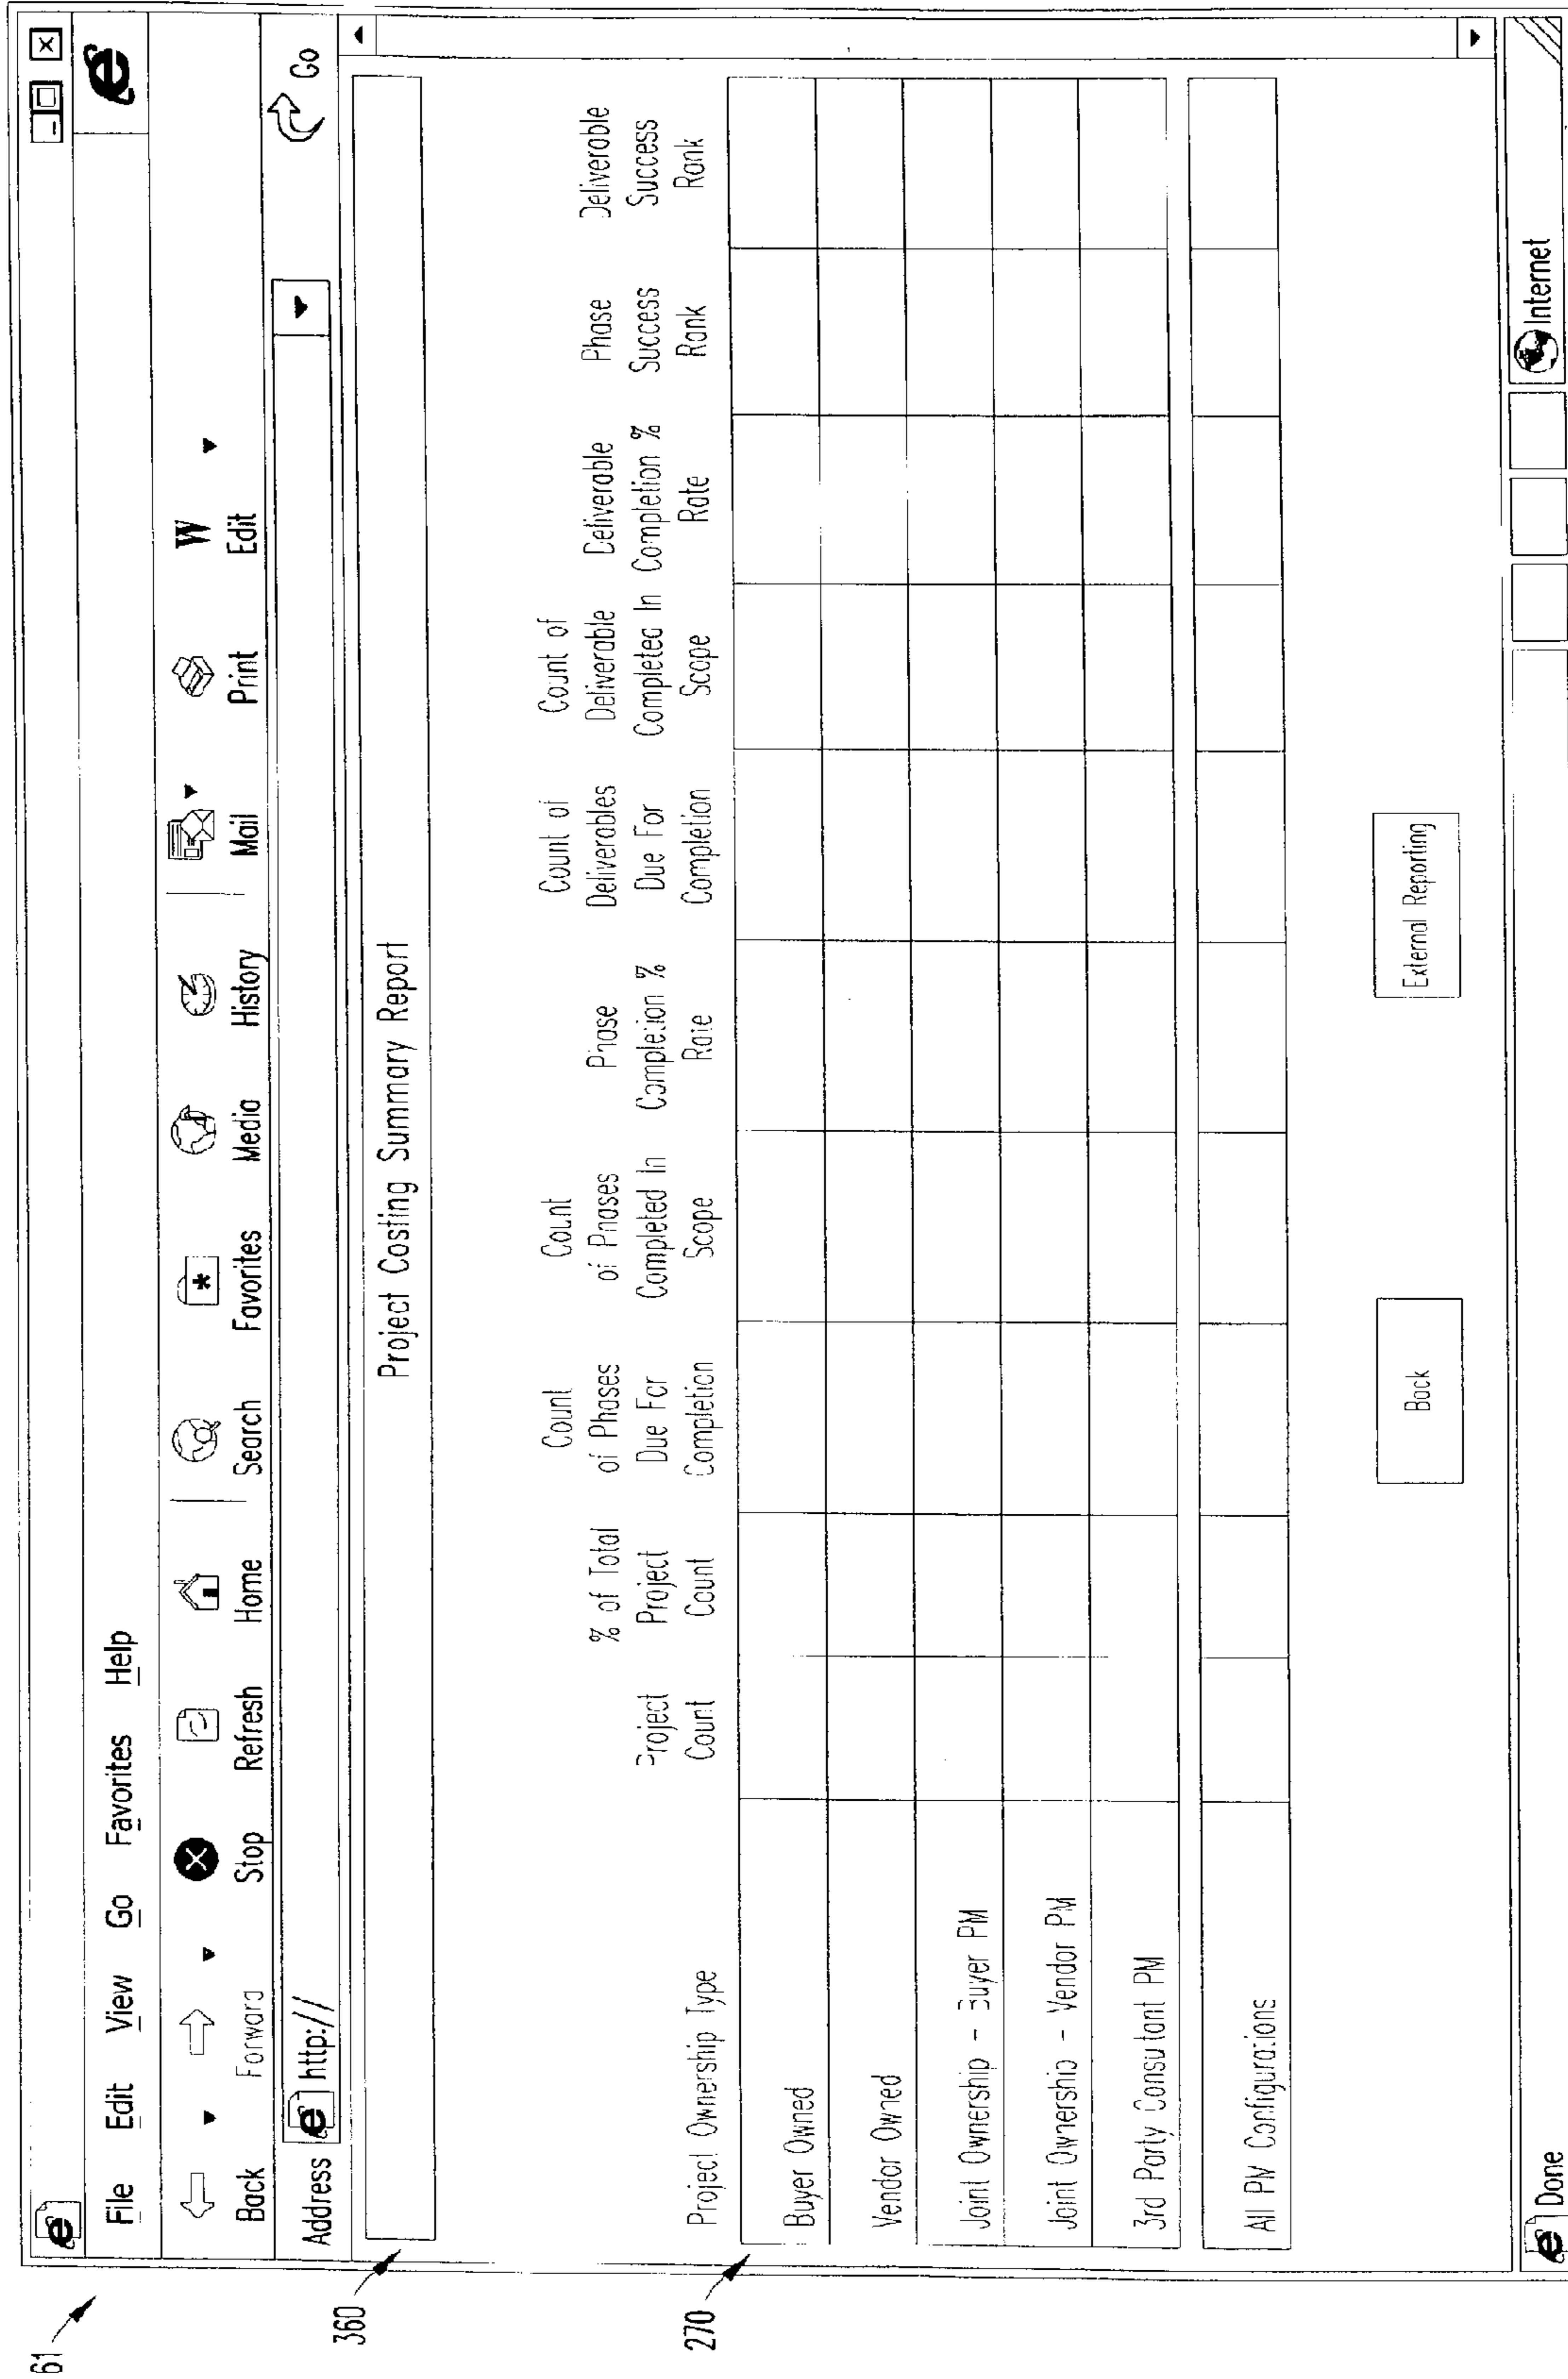 61
File Edit View Go Favorites Help
Back Forward Stop Refresh Home Search Favorites Media History Mail Print Edit
Address http:// Go
360
Project Costing Summary Report
270
Project Ownership Type
Project Count
% of Total Project Count
Count of Phases Due For Completion
Count of Phases Completed In Scope
Phase Completion % Rate
Count of Deliverables Due For Completion
Count of Deliverable Completed In Scope
Deliverable Completion % Rate
Phase Success Rank
Deliverable Success Rank
Buyer Owned
Vendor Owned
Joint Ownership - Buyer PM
Joint Ownership - Vendor PM
3rd Party Consultant PM
All PM Configurations
Back External Reporting
Done Internet